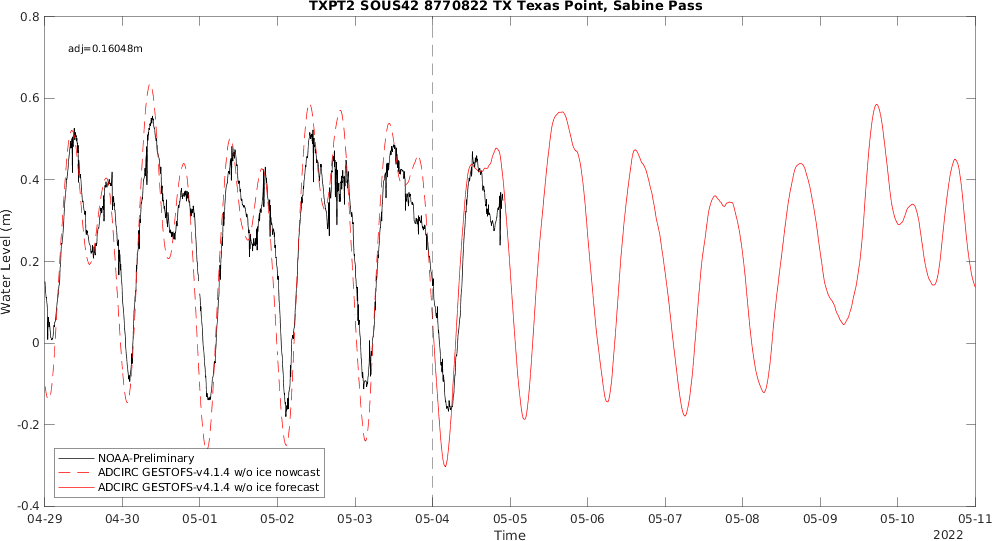 TXPT2 SOUS42 8770822 TX Texas Point, Sabine Pass
adj=0.16048m
0.8
0.6
0.4
0.2
0
-0.2
-0.4
Water Level (m)
NOAA-Preliminary
ADCIRC GESTOFS-v4.1.4 w/o ice nowcast
ADCIRC GESTOFS-v4.1.4 w/o ice forecast
04-29 04-30 05-01 05-02 05-03 05-04 05-05 05-06 05-07 05-08 05-09 05-10 05-11
Time
2022